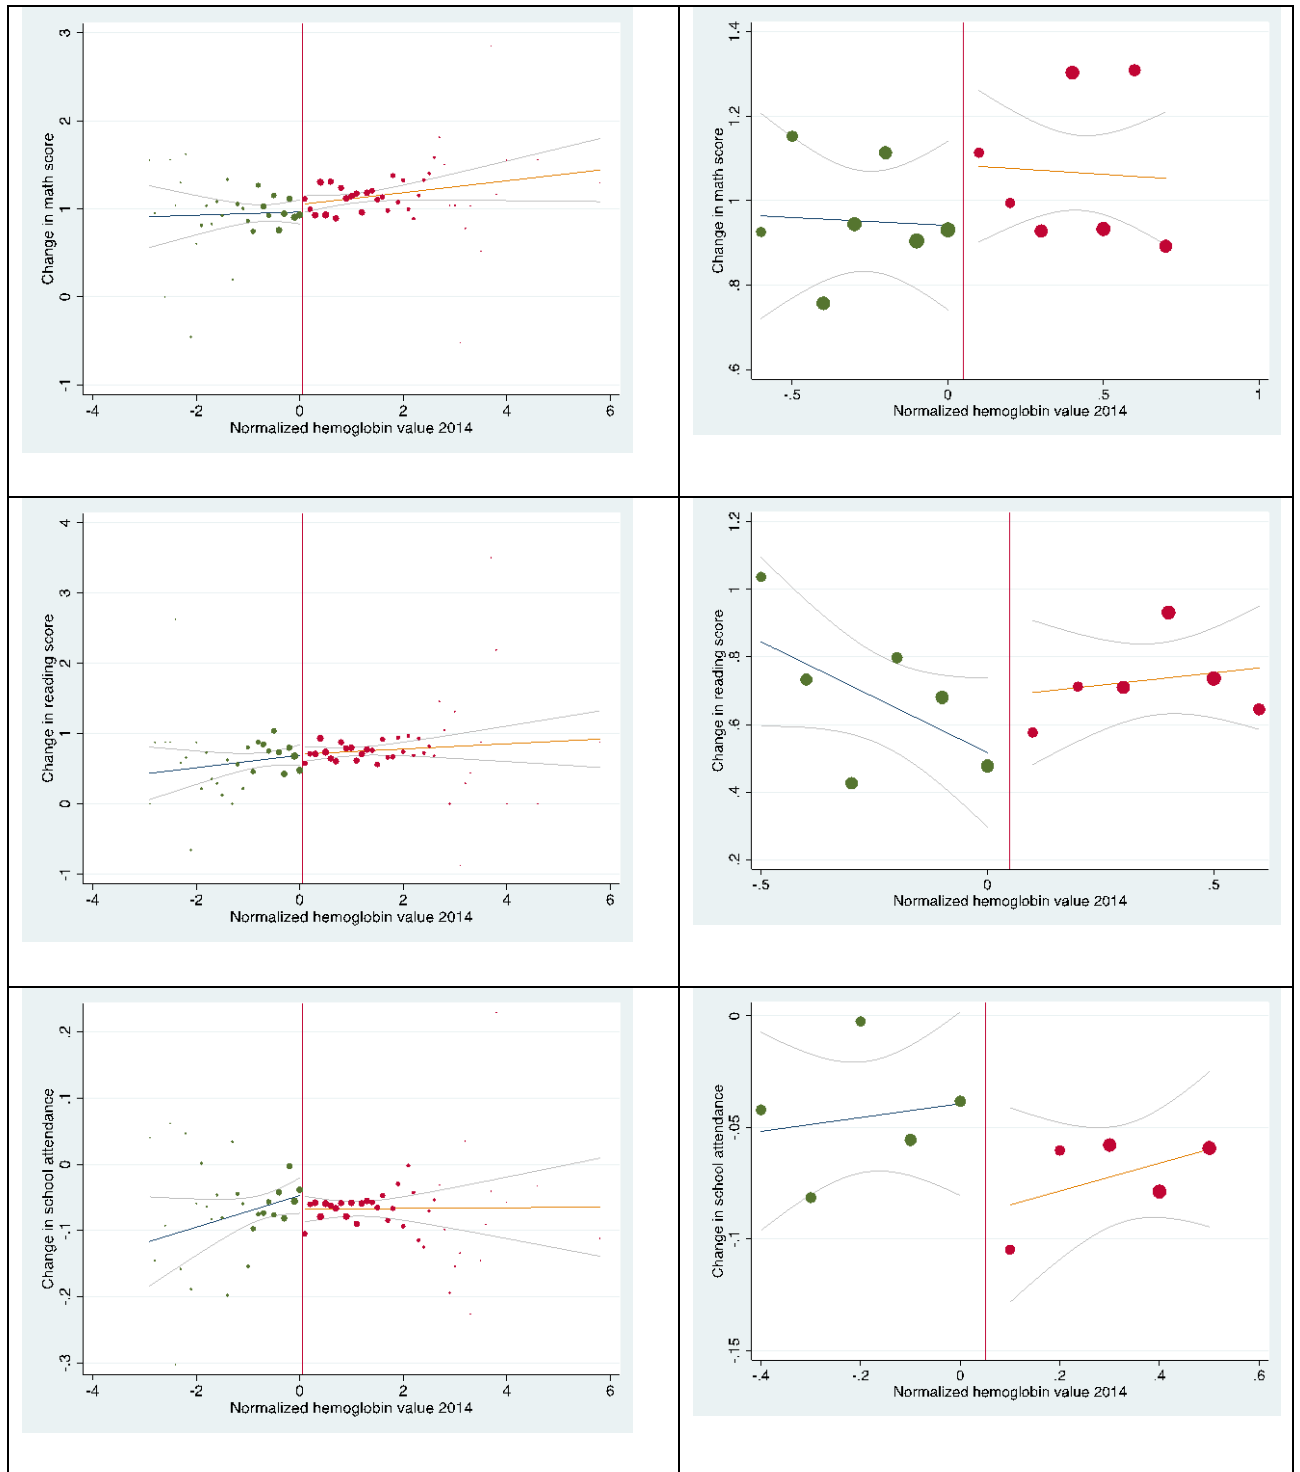 Change in math score
3
2
1
0
-1
-4 -2 0 2 4 6
Normalized hemoglobin value 2014
Change in math score
1.4
1.2
1
.8
.6
-.5 0 .5 1
Normalized hemoglobin value 2014
Change in reading score
4
3
2
1
0
-1
-4 -2 0 2 4 6
Normalized hemoglobin value 2014
Change in reading score
1.2
1
.8
.6
.4
.2
-.5 0 .5
Normalized hemoglobin value 2014
Change in school attendance
.2
.1
0
-.1
-.2
-.3
-4 -2 0 2 4 6
Normalized hemoglobin value 2014
Change in school attendance
0
-.05
-.1
-.15
-.4 -.2 0 .2 .4 .6
Normalized hemoglobin value 2014